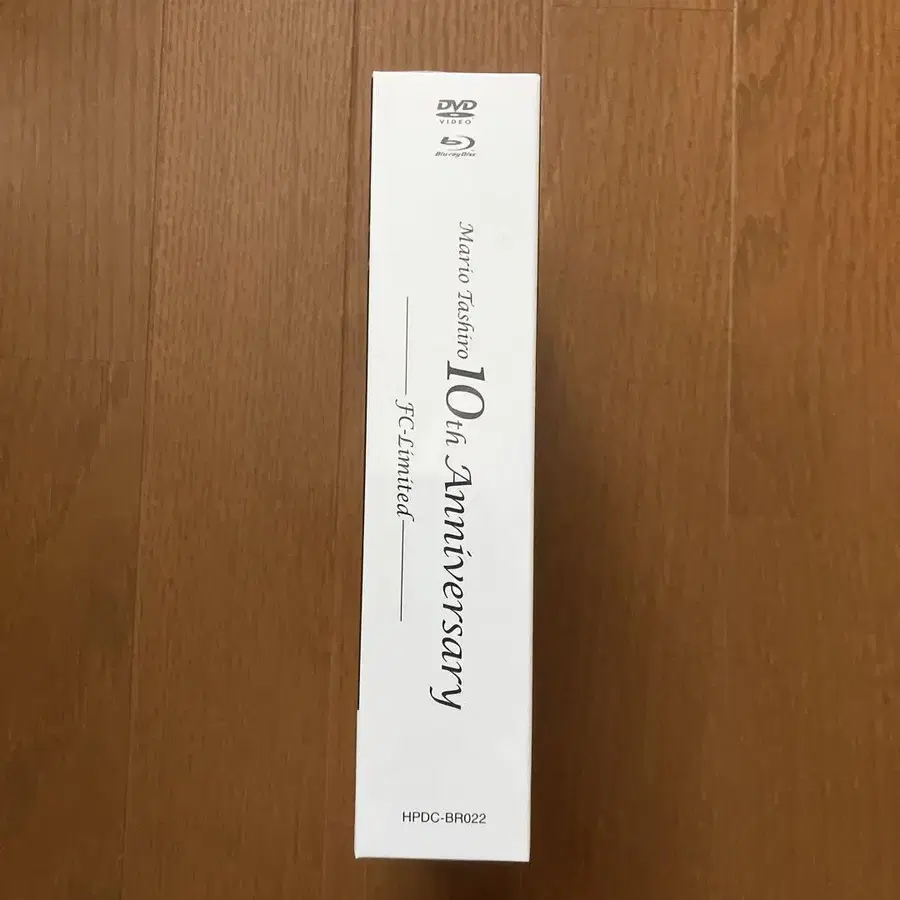 DVD
VIDEO
Blu-ray Disc
Mario Tashiro 10th Anniversary
FC-Limited
HPDC-BR022